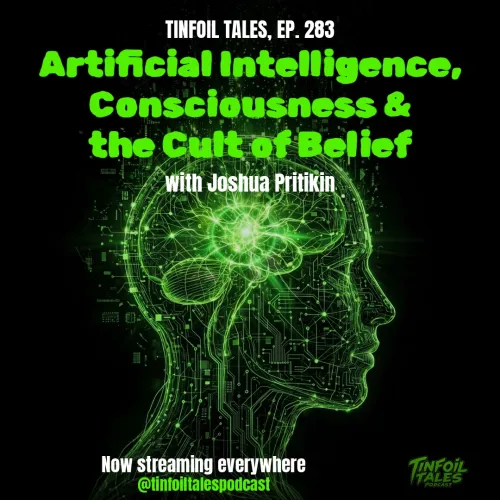 TINFOIL TALES, EP. 283
Artificial Intelligence,
Consciousness &
the Cult of Belief
with Joshua Pritikin
Now streaming everywhere
@tinfoiltalespodcast
TINFOIL
TALES
PODCAST